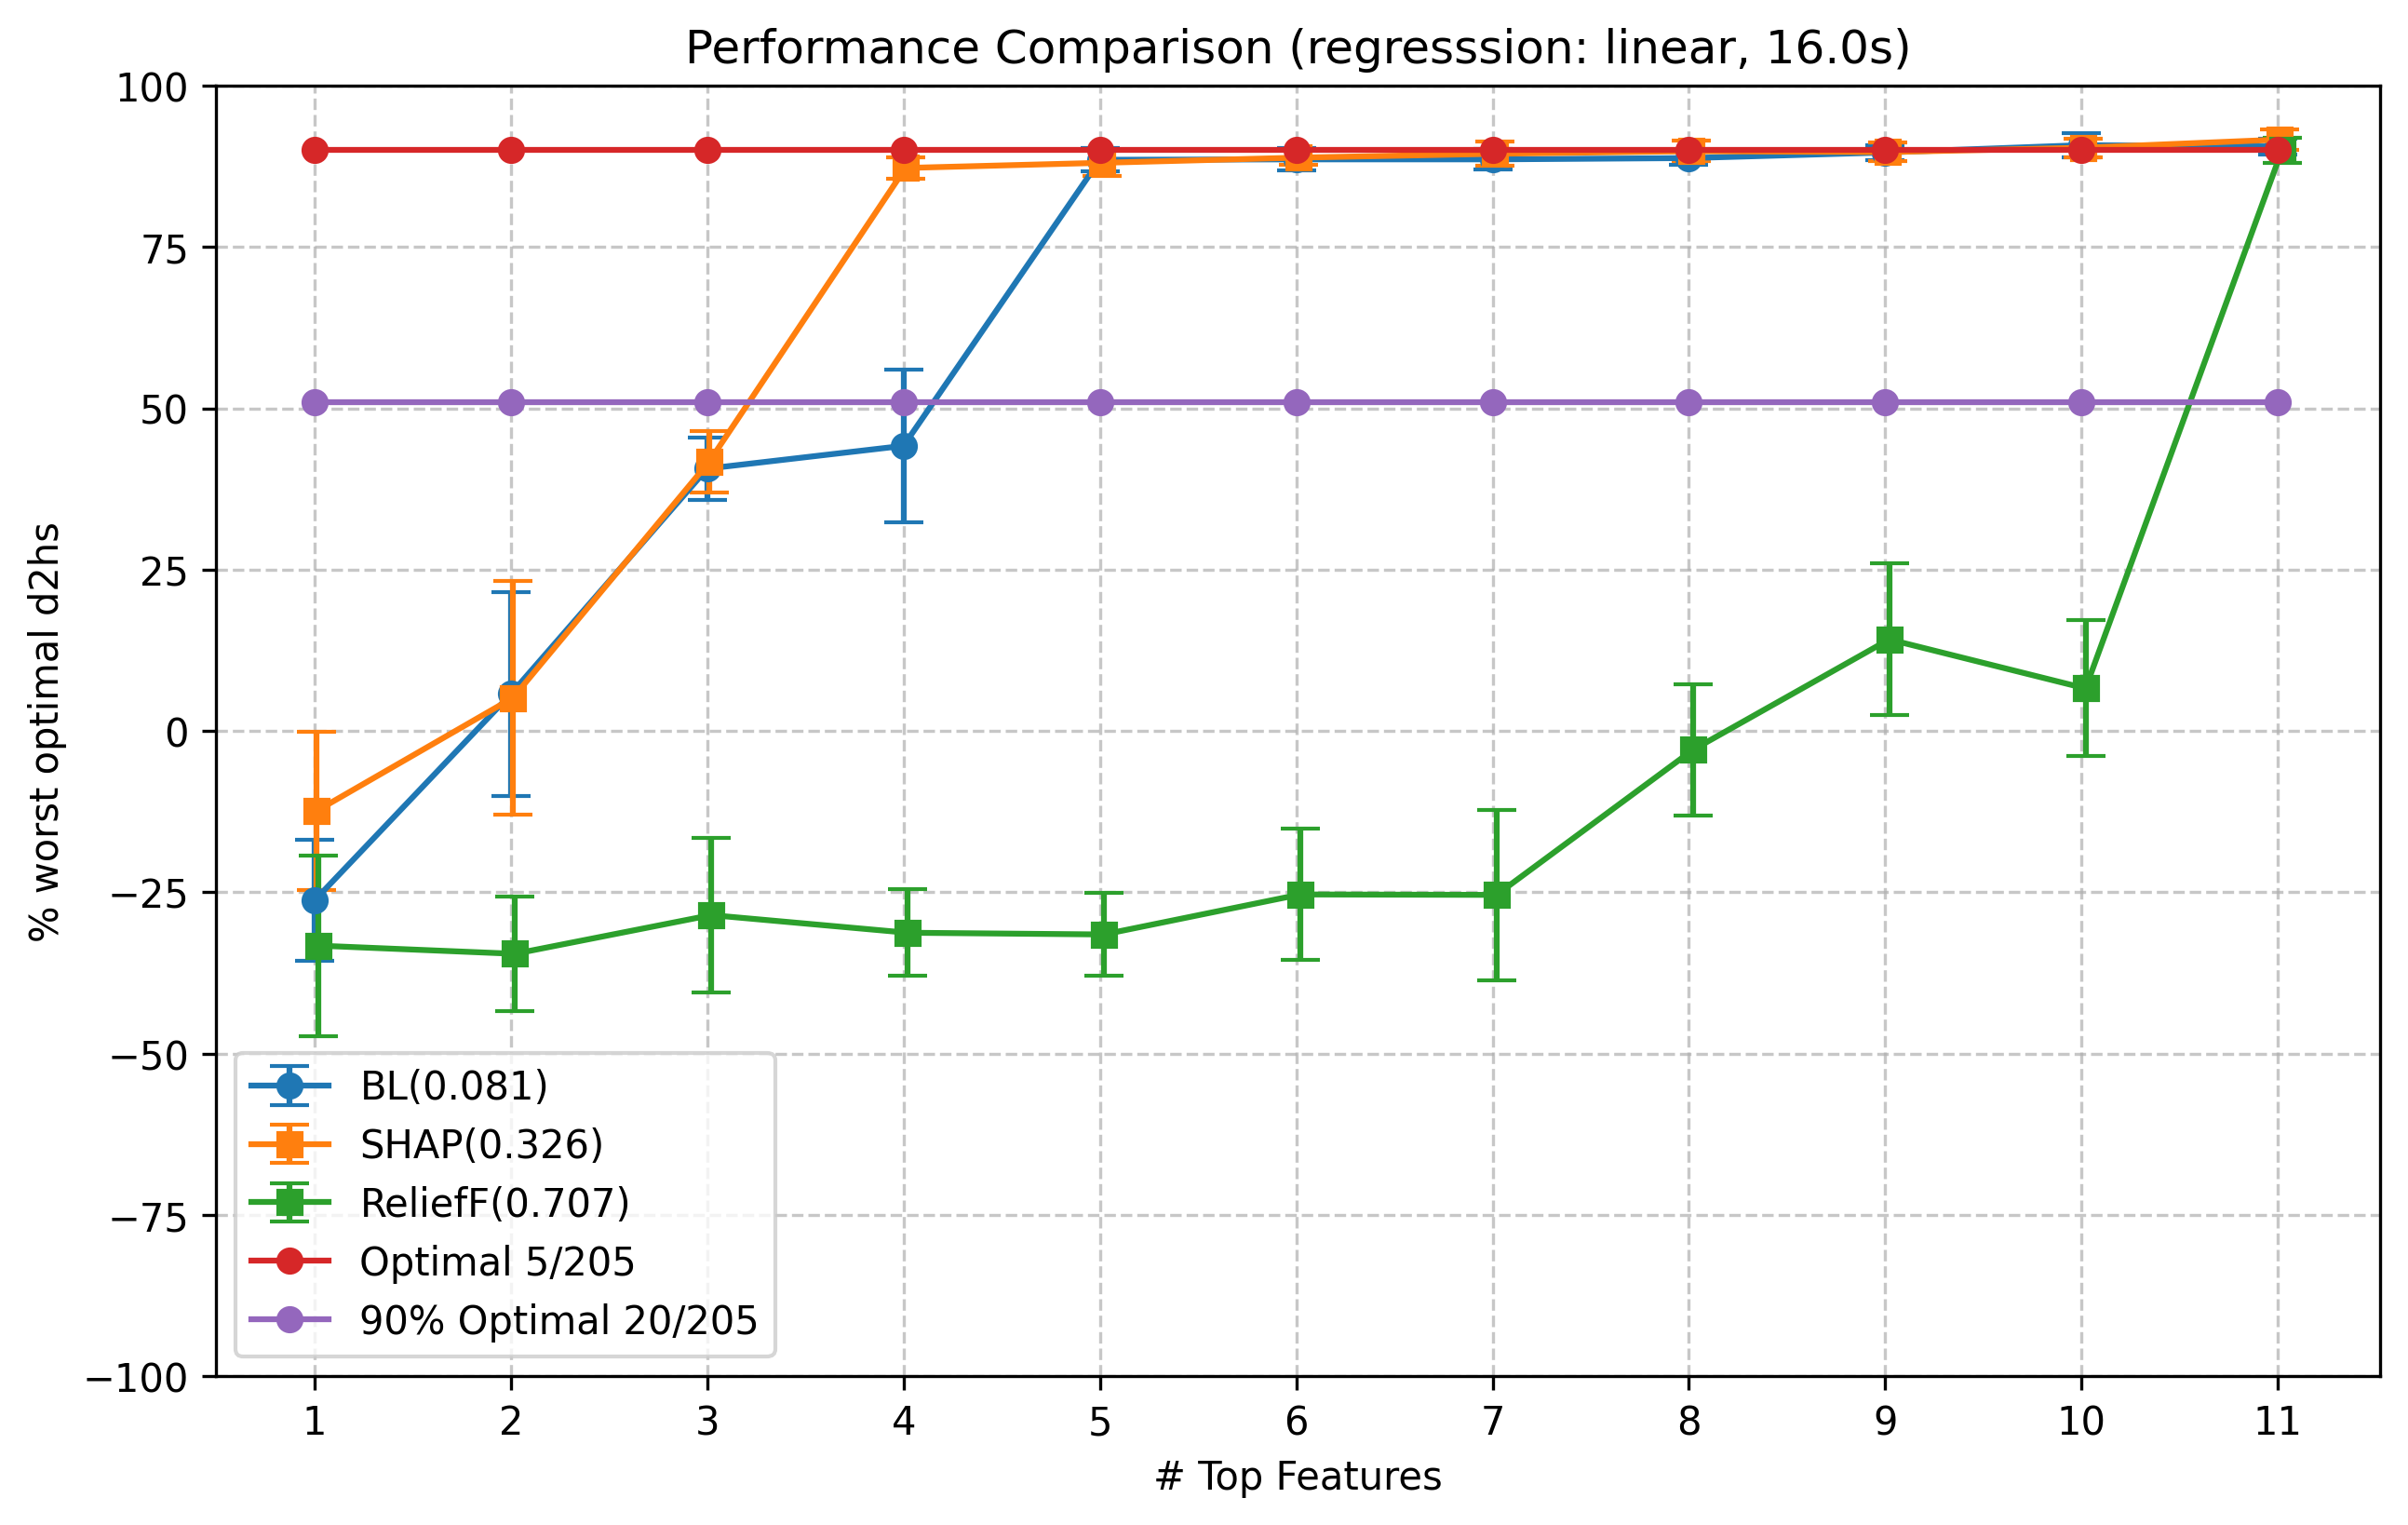 Performance Comparison (regresssion: linear, 16.0s)
100
75
50
25
0
−25
−50
−75
−100
% worst optimal d2hs
BL(0.081)
SHAP(0.326)
ReliefF(0.707)
Optimal 5/205
90% Optimal 20/205
1 2 3 4 5 6 7 8 9 10 11
# Top Features